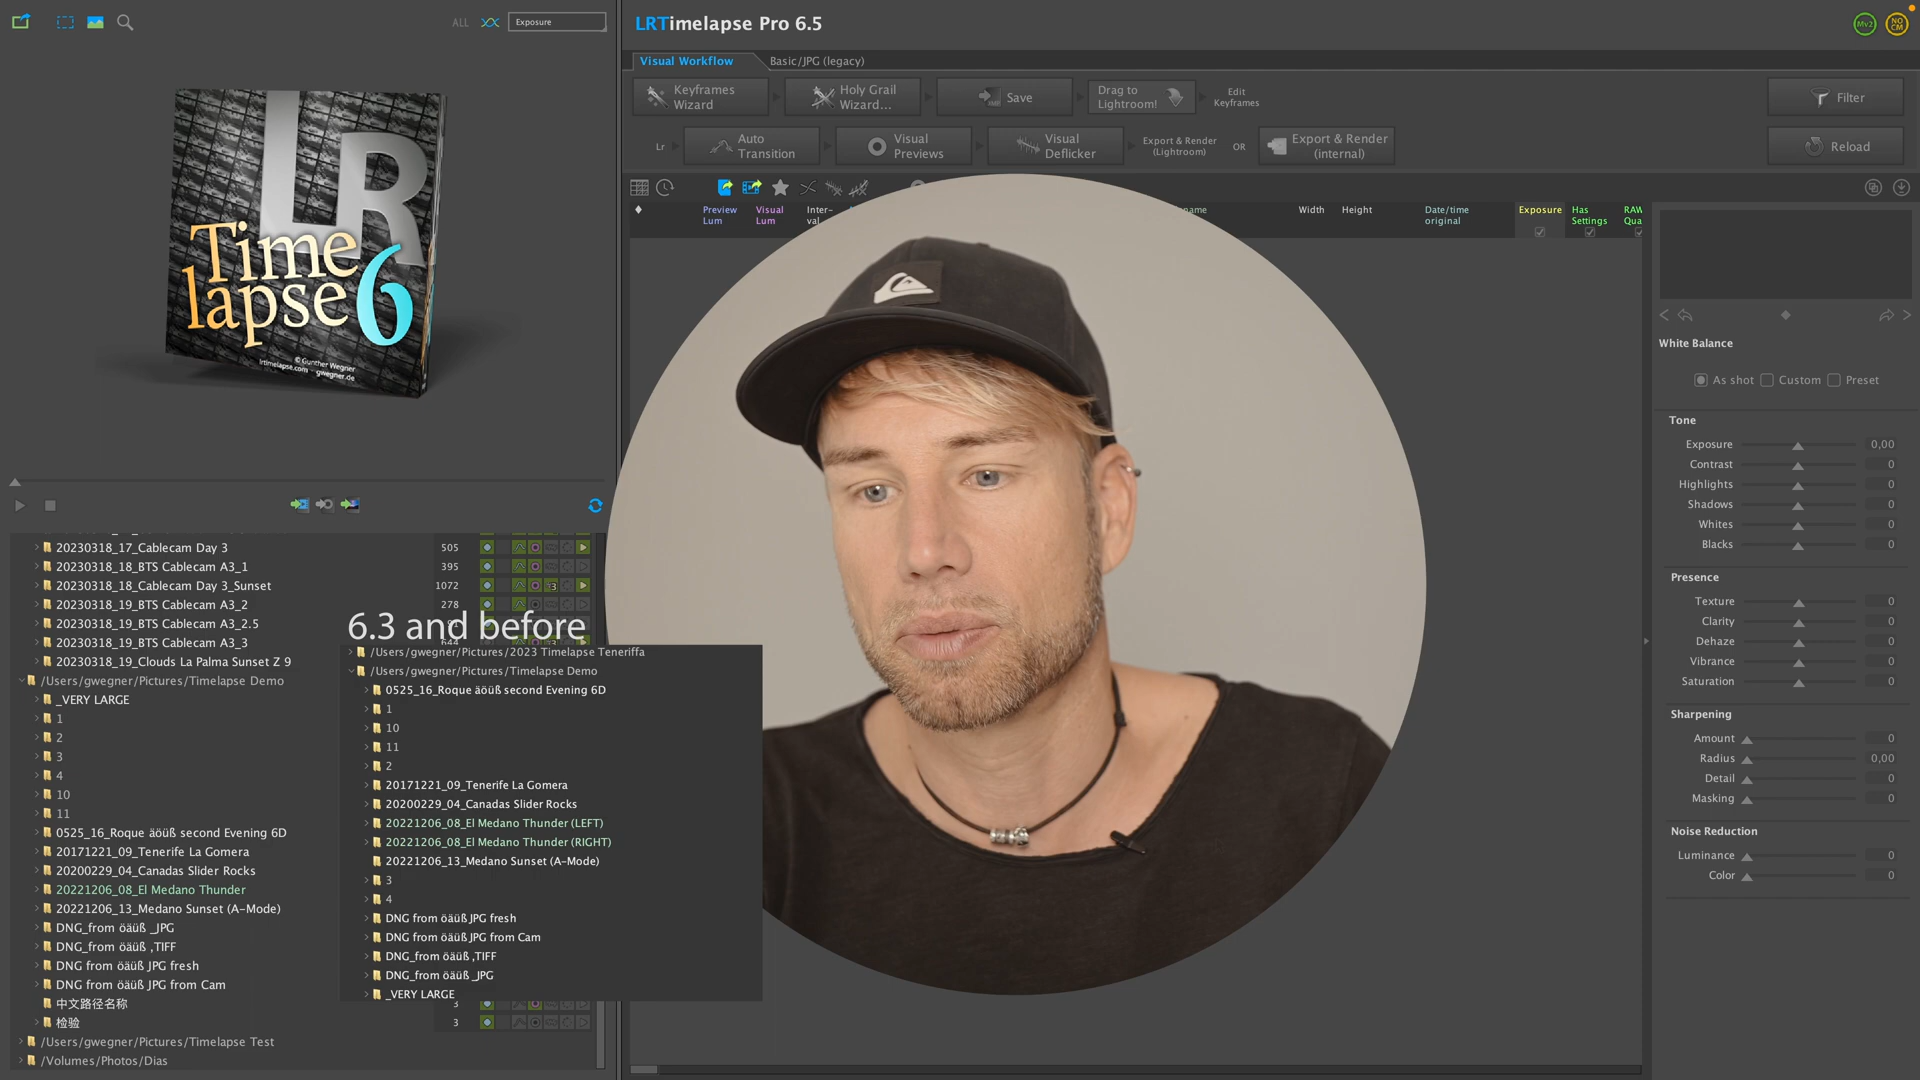 ALL
Exposure
LRTimelapse Pro 6.5
Mv2
NO
CM
Visual Workflow
Basic/JPG (legacy)
Keyframes
Wizard
Holy Grail
Wizard...
Save
Drag to
Lightroom!
Edit
Keyframes
Filter
Lr
Auto
Transition
Visual
Previews
Visual
Deflicker
Export & Render
(Lightroom)
OR
Export & Render
(internal)
Reload
LR
Time
lapse6
© Gunther Wegner
lrtimelapse.com - gwegner.de
Preview
Lum
Visual
Lum
Inter-
val
name
Width
Height
Date/time
original
Exposure
Has
Settings
RAW
Qua
White Balance
As shot
Custom
Preset
Tone
Exposure 0,00
Contrast 0
Highlights 0
Shadows 0
Whites 0
Blacks 0
Presence
Texture 0
Clarity 0
Dehaze 0
Vibrance 0
Saturation 0
Sharpening
Amount 0
Radius 0,00
Detail 0
Masking 0
Noise Reduction
Luminance 0
Color 0
20230318_17_Cablecam Day 3 505
20230318_18_BTS Cablecam A3_1 395
20230318_18_Cablecam Day 3_Sunset 1072
20230318_19_BTS Cablecam A3_2 278
20230318_19_BTS Cablecam A3_2.5
20230318_19_BTS Cablecam A3_3 644
20230318_19_Clouds La Palma Sunset Z 9
/Users/gwegner/Pictures/Timelapse Demo
_VERY LARGE
1
2
3
4
10
11
0525_16_Roque äöüß second Evening 6D
20171221_09_Tenerife La Gomera
20200229_04_Canadas Slider Rocks
20221206_08_El Medano Thunder
20221206_13_Medano Sunset (A-Mode)
DNG_from öäüß _JPG
DNG_from öäüß ,TIFF
DNG from öäüß JPG fresh
DNG from öäüß JPG from Cam
中文路径名称 3
检验 3
/Users/gwegner/Pictures/Timelapse Test
/Volumes/Photos/Dias
6.3 and before
/Users/gwegner/Pictures/2023 Timelapse Teneriffa
/Users/gwegner/Pictures/Timelapse Demo
0525_16_Roque äöüß second Evening 6D
1
10
11
2
20171221_09_Tenerife La Gomera
20200229_04_Canadas Slider Rocks
20221206_08_El Medano Thunder (LEFT)
20221206_08_El Medano Thunder (RIGHT)
20221206_13_Medano Sunset (A-Mode)
3
4
DNG from öäüß JPG fresh
DNG from öäüß JPG from Cam
DNG_from öäüß ,TIFF
DNG_from öäüß _JPG
_VERY LARGE